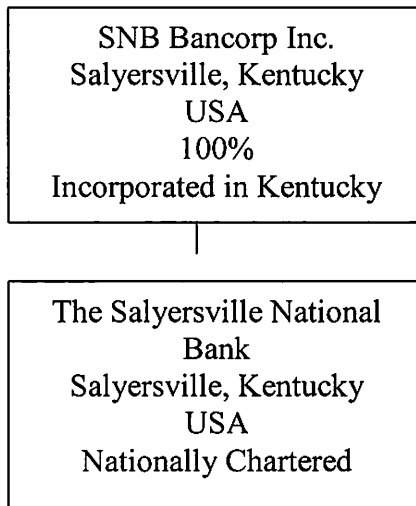 SNB Bancorp Inc.
Salyersville, Kentucky
USA
100%
Incorporated in Kentucky
The Salyersville National
Bank
Salyersville, Kentucky
USA
Nationally Chartered